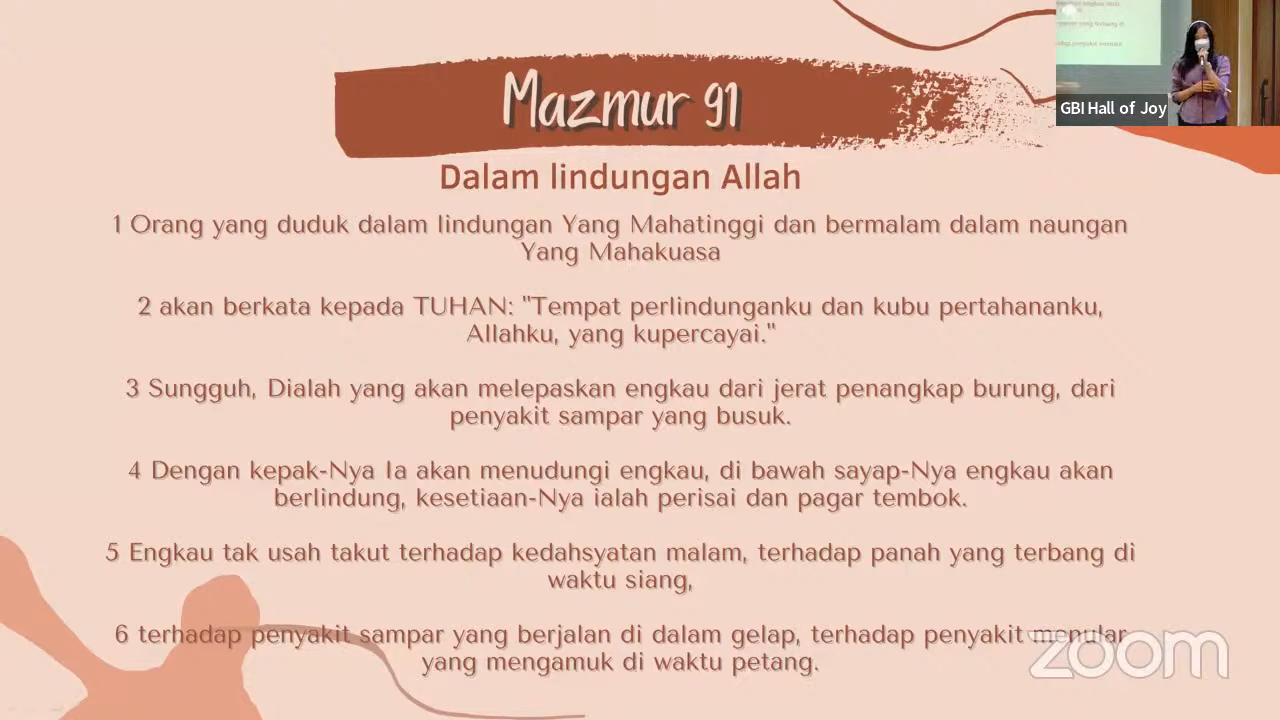 Mazmur 91
GBI Hall of Joy
Dalam lindungan Allah
1 Orang yang duduk dalam lindungan Yang Mahatinggi dan bermalam dalam naungan
Yang Mahakuasa
2 akan berkata kepada TUHAN: "Tempat perlindunganku dan kubu pertahananku,
Allahku, yang kupercayai."
3 Sungguh, Dialah yang akan melepaskan engkau dari jerat penangkap burung, dari
penyakit sampar yang busuk.
4 Dengan kepak-Nya Ia akan menudungi engkau, di bawah sayap-Nya engkau akan
berlindung, kesetiaan-Nya ialah perisai dan pagar tembok.
5 Engkau tak usah takut terhadap kedahsyatan malam, terhadap panah yang terbang di
waktu siang,
6 terhadap penyakit sampar yang berjalan di dalam gelap, terhadap penyakit menular
yang mengamuk di waktu petang.
zoom